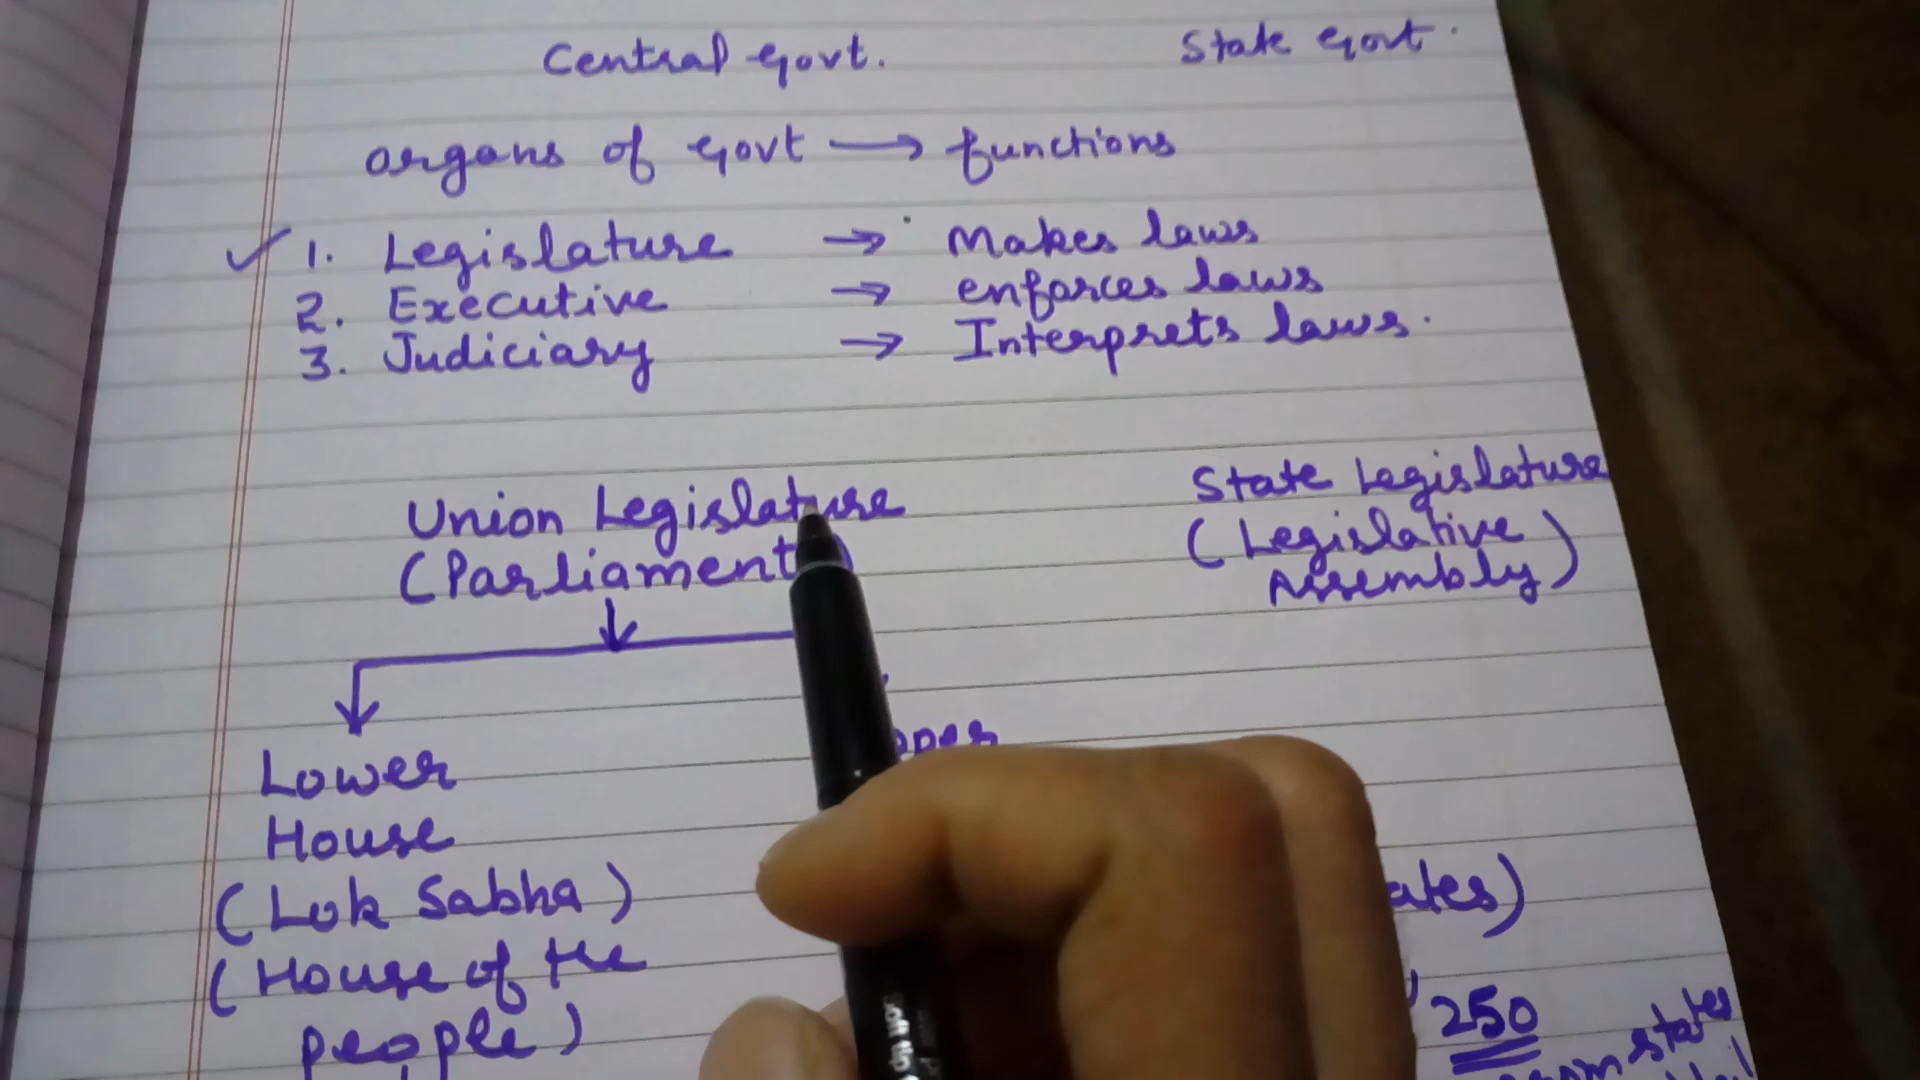 Central Govt. State Govt.
Organs of Govt → functions
✓ 1. Legislature → Makes laws
2. Executive → enforces laws
3. Judiciary → Interprets laws.
Union Legislature State Legislature
(Parliament) (Legislative
Assembly)
Lower
House
(Lok Sabha)
(House of the
people)
250
states